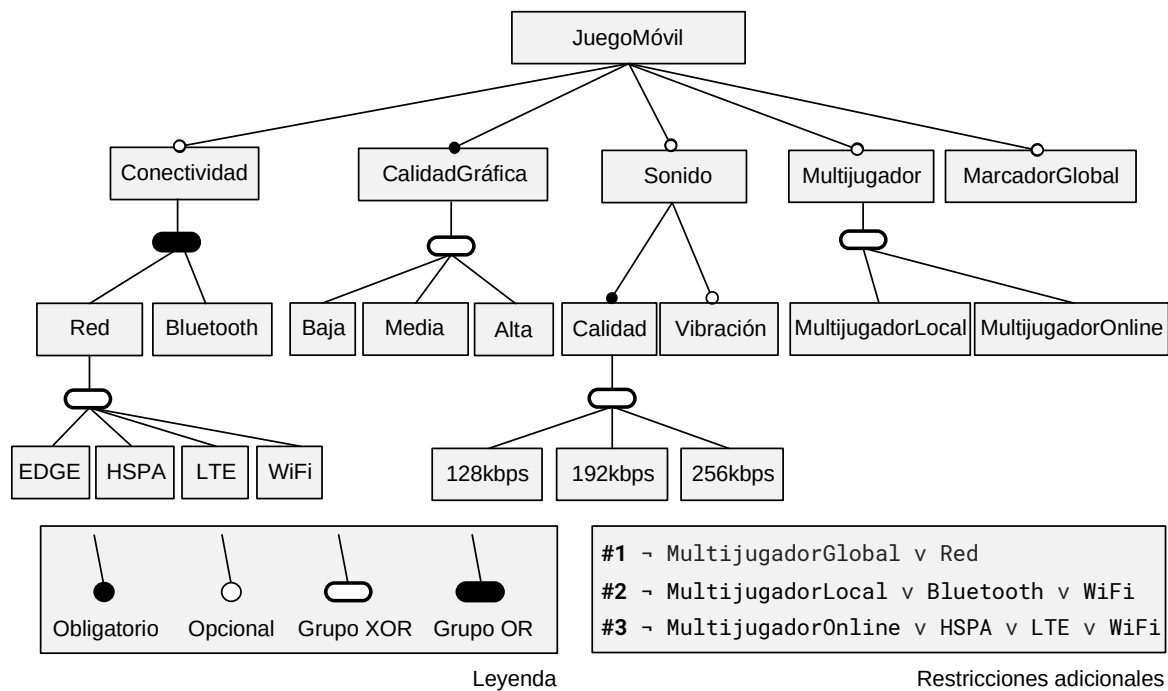 JuegoMóvil
Conectividad
CalidadGráfica
Sonido
Multijugador
MarcadorGlobal
Red
Bluetooth
Baja
Media
Alta
Calidad
Vibración
MultijugadorLocal
MultijugadorOnline
EDGE
HSPA
LTE
WiFi
128kbps
192kbps
256kbps
Obligatorio
Opcional
Grupo XOR
Grupo OR
Leyenda
#1 ¬ MultijugadorGlobal v Red
#2 ¬ MultijugadorLocal v Bluetooth v WiFi
#3 ¬ MultijugadorOnline v HSPA v LTE v WiFi
Restricciones adicionales